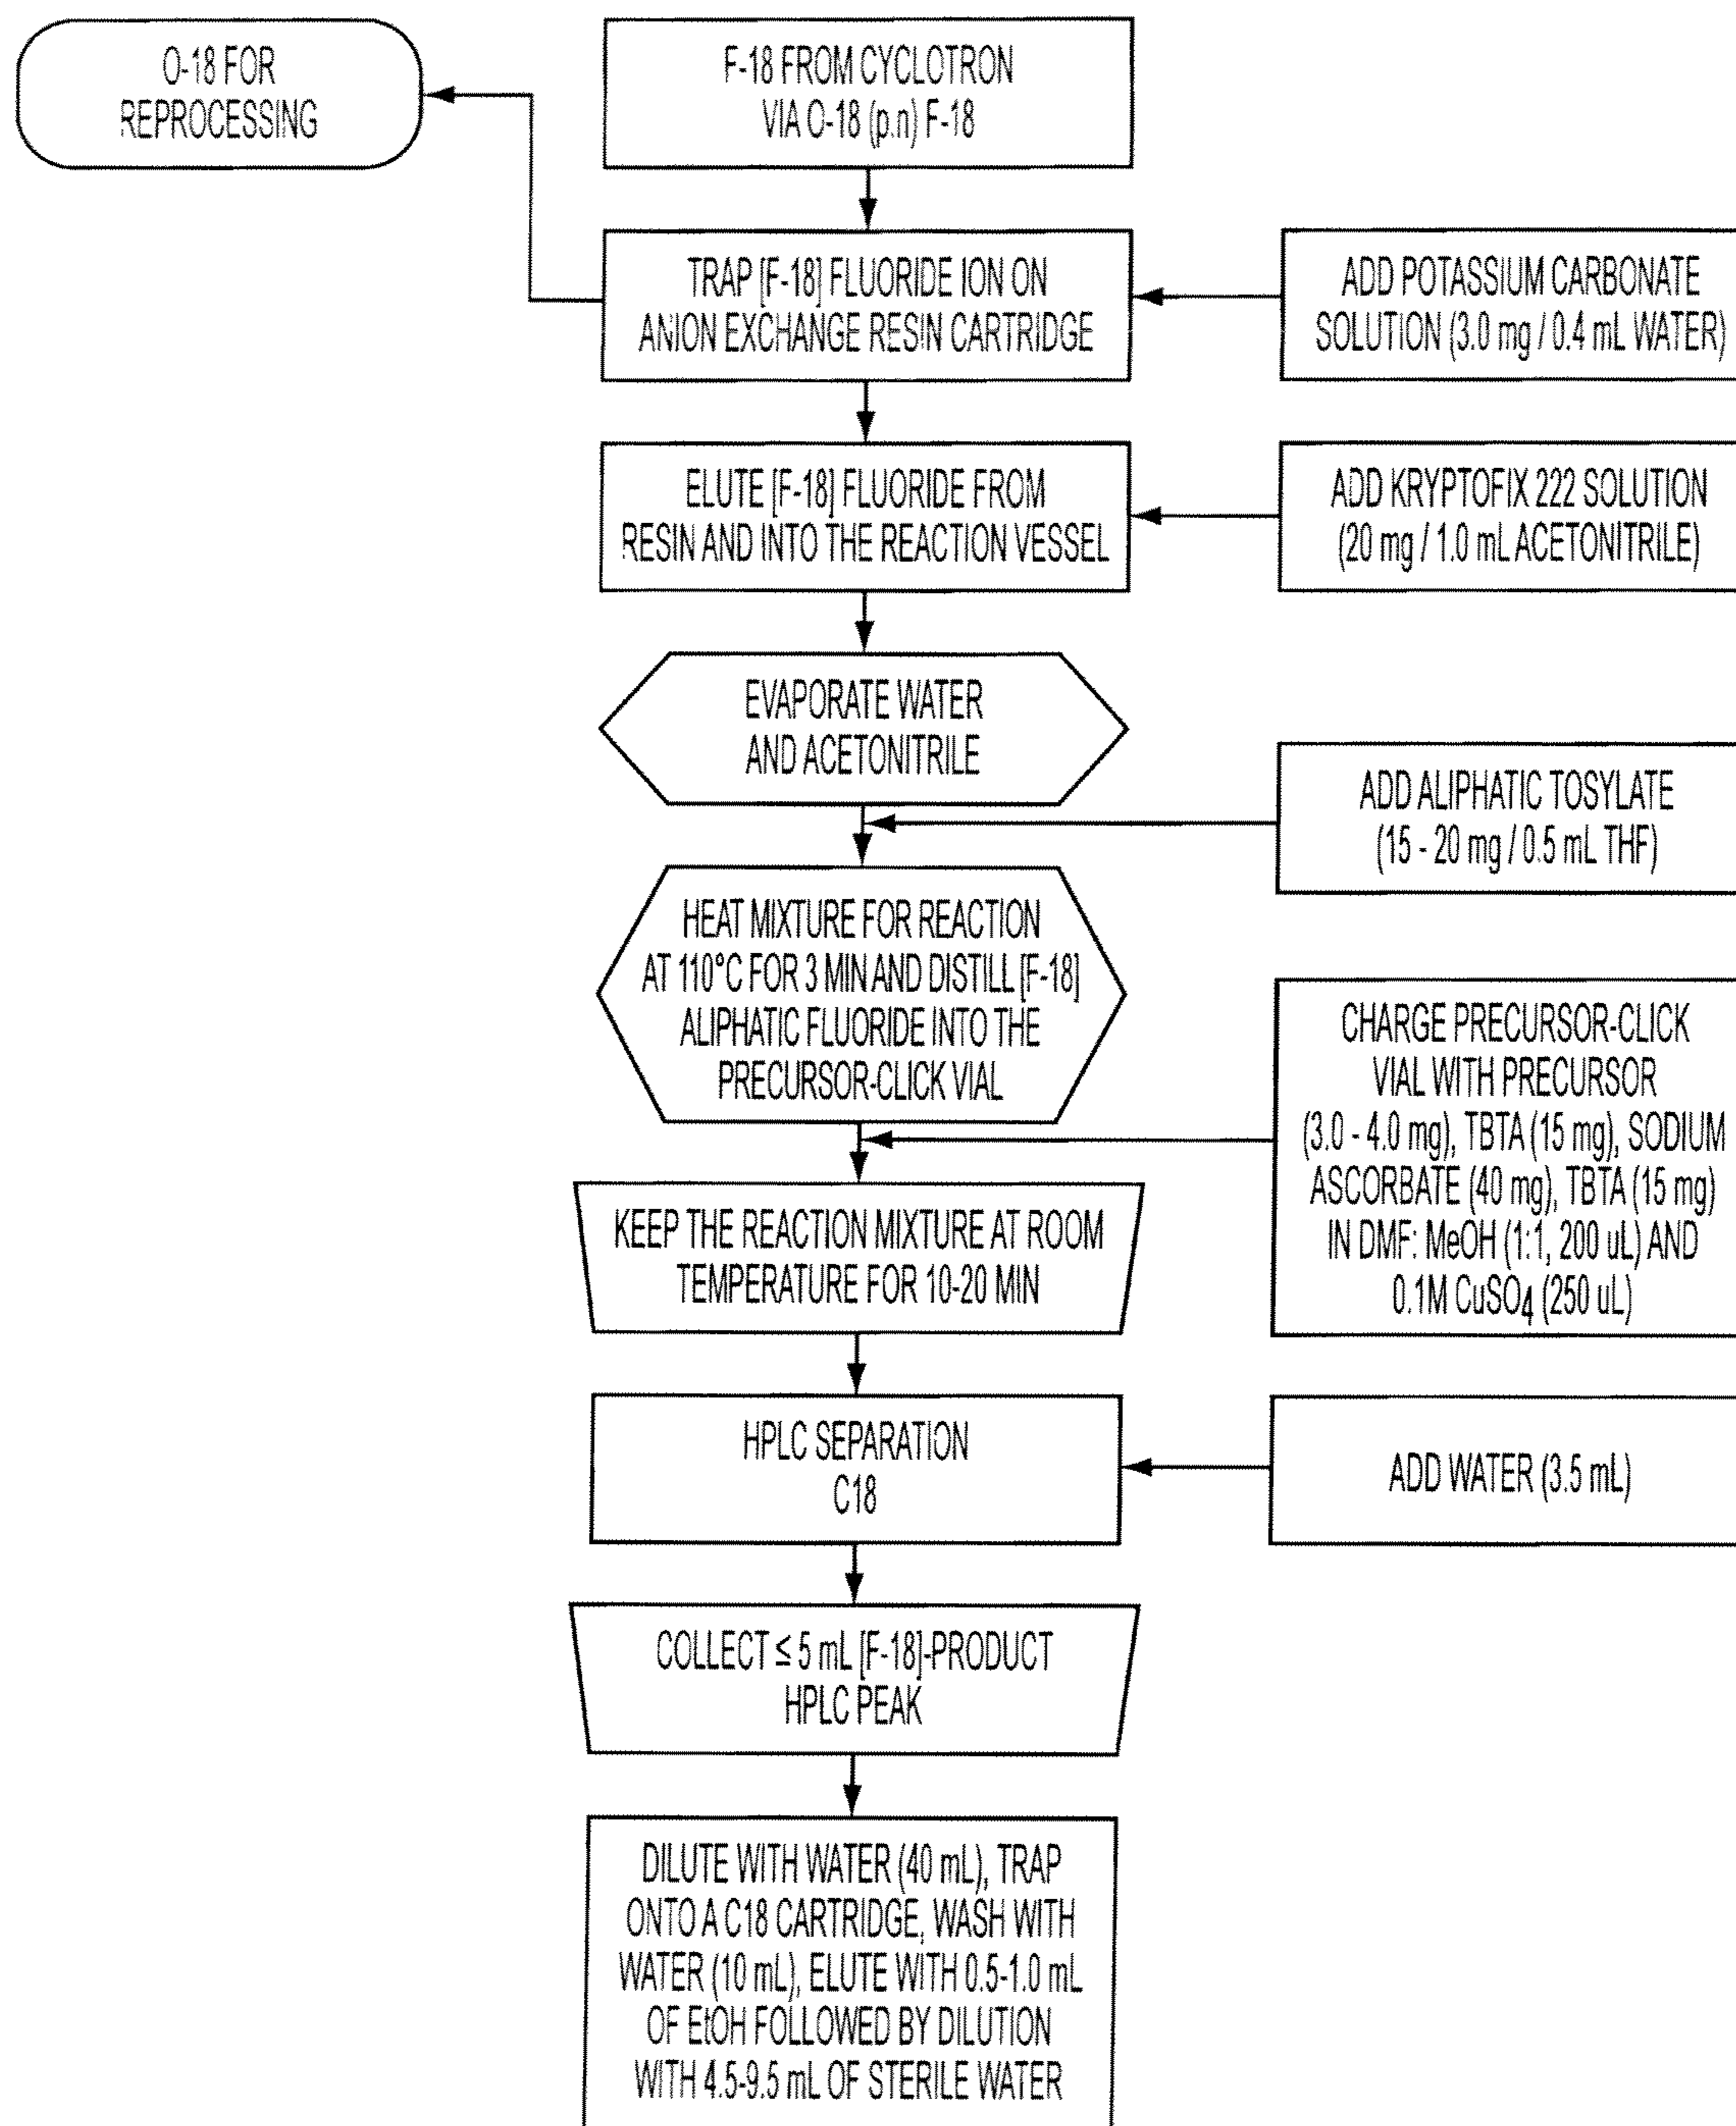 O-18 FOR
REPROCESSING
F-18 FROM CYCLOTRON
VIA O-18 (p.n) F-18
TRAP [F-18] FLUORIDE ION ON
ANION EXCHANGE RESIN CARTRIDGE
ADD POTASSIUM CARBONATE
SOLUTION (3.0 mg / 0.4 mL WATER)
ELUTE [F-18] FLUORIDE FROM
RESIN AND INTO THE REACTION VESSEL
ADD KRYPTOFIX 222 SOLUTION
(20 mg / 1.0 mL ACETONITRILE)
EVAPORATE WATER
AND ACETONITRILE
ADD ALIPHATIC TOSYLATE
(15 - 20 mg / 0.5 mL THF)
HEAT MIXTURE FOR REACTION
AT 110°C FOR 3 MIN AND DISTILL [F-18]
ALIPHATIC FLUORIDE INTO THE
PRECURSOR-CLICK VIAL
CHARGE PRECURSOR-CLICK
VIAL WITH PRECURSOR
(3.0 - 4.0 mg), TBTA (15 mg), SODIUM
ASCORBATE (40 mg), TBTA (15 mg)
IN DMF: MeOH (1:1, 200 uL) AND
0.1M CuSO4 (250 uL)
KEEP THE REACTION MIXTURE AT ROOM
TEMPERATURE FOR 10-20 MIN
HPLC SEPARATION
C18
ADD WATER (3.5 mL)
COLLECT ≤ 5 mL [F-18]-PRODUCT
HPLC PEAK
DILUTE WITH WATER (40 mL), TRAP
ONTO A C18 CARTRIDGE, WASH WITH
WATER (10 mL), ELUTE WITH 0.5-1.0 mL
OF EtOH FOLLOWED BY DILUTION
WITH 4.5-9.5 mL OF STERILE WATER